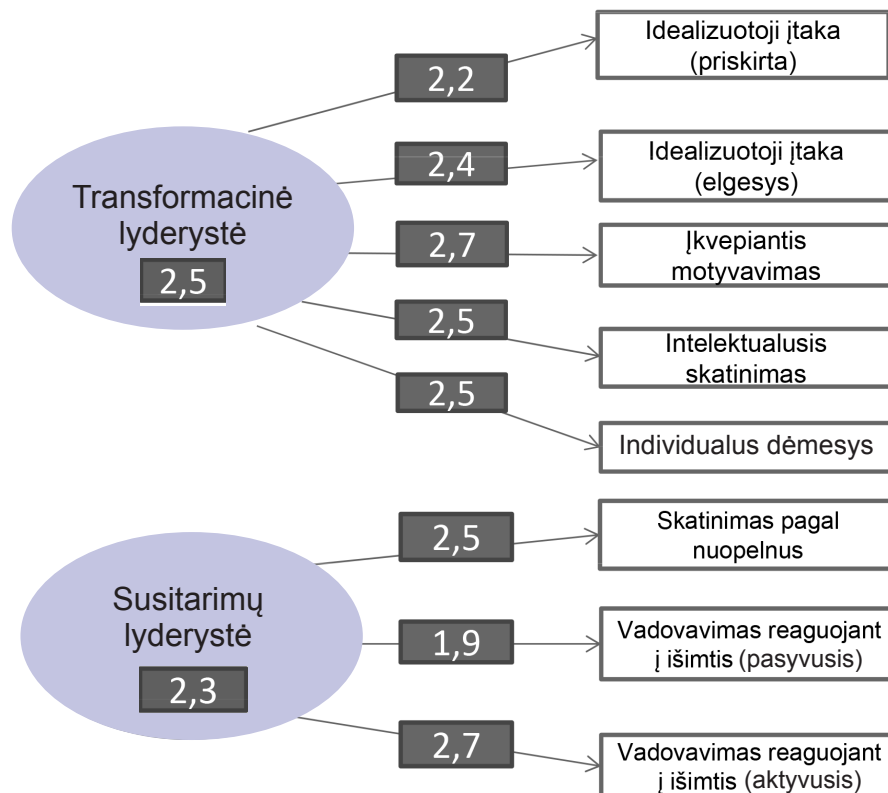 Transformacinė
lyderystė
2,5
2,2
Idealizuotoji įtaka
(priskirta)
2,4
Idealizuotoji įtaka
(elgesys)
2,7
Įkvepiantis
motyvavimas
2,5
Intelektualusis
skatinimas
2,5
Individualus dėmesys
Susitarimų
lyderystė
2,3
2,5
Skatinimas pagal
nuopelnus
1,9
Vadovavimas reaguojant
į išimtis (pasyvusis)
2,7
Vadovavimas reaguojant
į išimtis (aktyvusis)